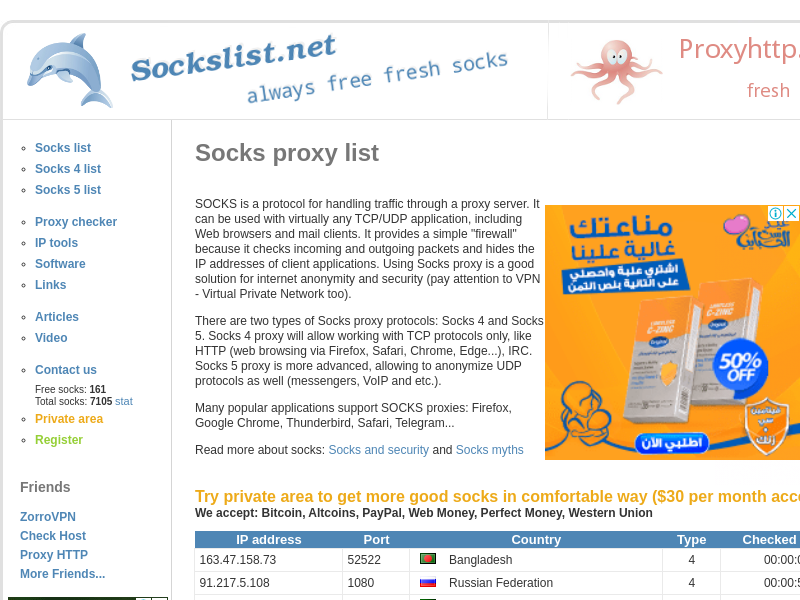 Sockslist.net
always free fresh socks
Proxyhttp
fresh
Socks list
Socks 4 list
Socks 5 list
Proxy checker
IP tools
Software
Links
Articles
Video
Contact us
Free socks: 161
Total socks: 7105 stat
Private area
Register
Friends
ZorroVPN
Check Host
Proxy HTTP
More Friends...
Socks proxy list
SOCKS is a protocol for handling traffic through a proxy server. It
can be used with virtually any TCP/UDP application, including
Web browsers and mail clients. It provides a simple "firewall"
because it checks incoming and outgoing packets and hides the
IP addresses of client applications. Using Socks proxy is a good
solution for internet anonymity and security (pay attention to VPN
- Virtual Private Network too).
There are two types of Socks proxy protocols: Socks 4 and Socks
5. Socks 4 proxy will allow working with TCP protocols only, like
HTTP (web browsing via Firefox, Safari, Chrome, Edge...), IRC.
Socks 5 proxy is more advanced, allowing to anonymize UDP
protocols as well (messengers, VoIP and etc.).
Many popular applications support SOCKS proxies: Firefox,
Google Chrome, Thunderbird, Safari, Telegram...
Read more about socks: Socks and security and Socks myths
مناعتك
غالية علينا
اشتري علبة واحصلي
على الثانية بنص الثمن
C-ZINC
C-ZINC
50%
OFF
اطلبي الآن
Try private area to get more good socks in comfortable way ($30 per month acc
We accept: Bitcoin, Altcoins, PayPal, Web Money, Perfect Money, Western Union
IP address Port Country Type Checked
163.47.158.73 52522 Bangladesh 4 00:00:0
91.217.5.108 1080 Russian Federation 4 00:00:5